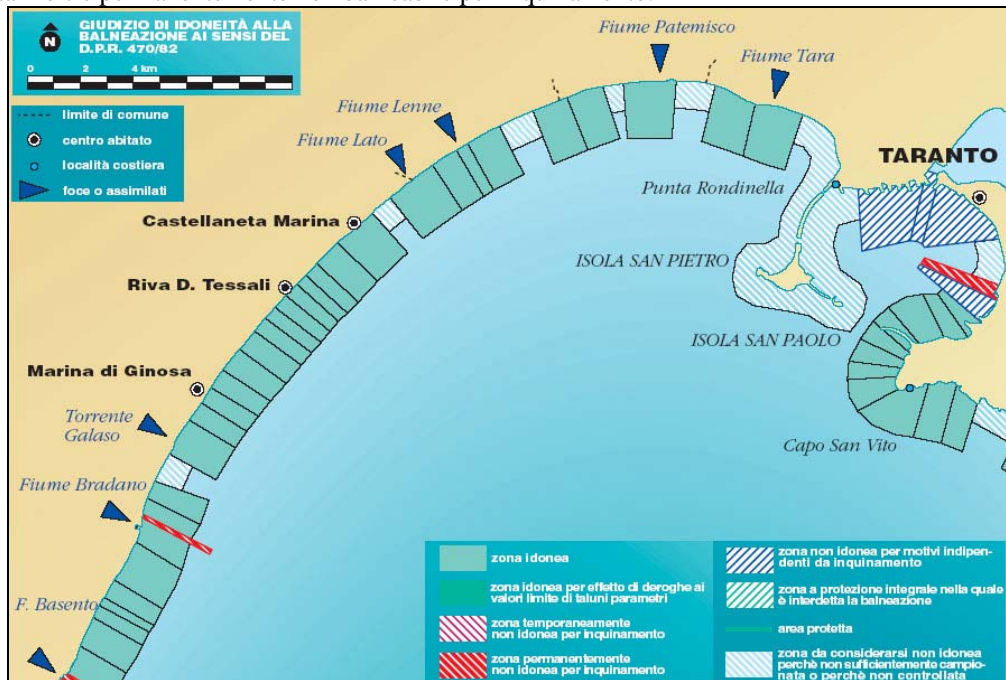 GIUDIZIO DI IDONEITÀ ALLA
BALNEAZIONE AI SENSI DEL
D.P.R. 470/82
N
0 2 4 km
limite di comune
centro abitato
località costiera
foce o assimilati
Fiume Patemisco
Fiume Tara
Fiume Lenne
Fiume Lato
TARANTO
Punta Rondinella
Castellaneta Marina
ISOLA SAN PIETRO
Riva D. Tessali
ISOLA SAN PAOLO
Marina di Ginosa
Torrente
Galaso
Capo San Vito
Fiume Bradano
F. Basento
zona idonea
zona idonea per effetto di deroghe ai
valori limite di taluni parametri
zona temporaneamente
non idonea per inquinamento
zona permanentemente
non idonea per inquinamento
zona non idonea per motivi indipen-
denti da inquinamento
zona a protezione integrale nella quale
è interdetta la balneazione
area protetta
zona da considerarsi non idonea
perchè non sufficientemente campio-
nata o perchè non controllata